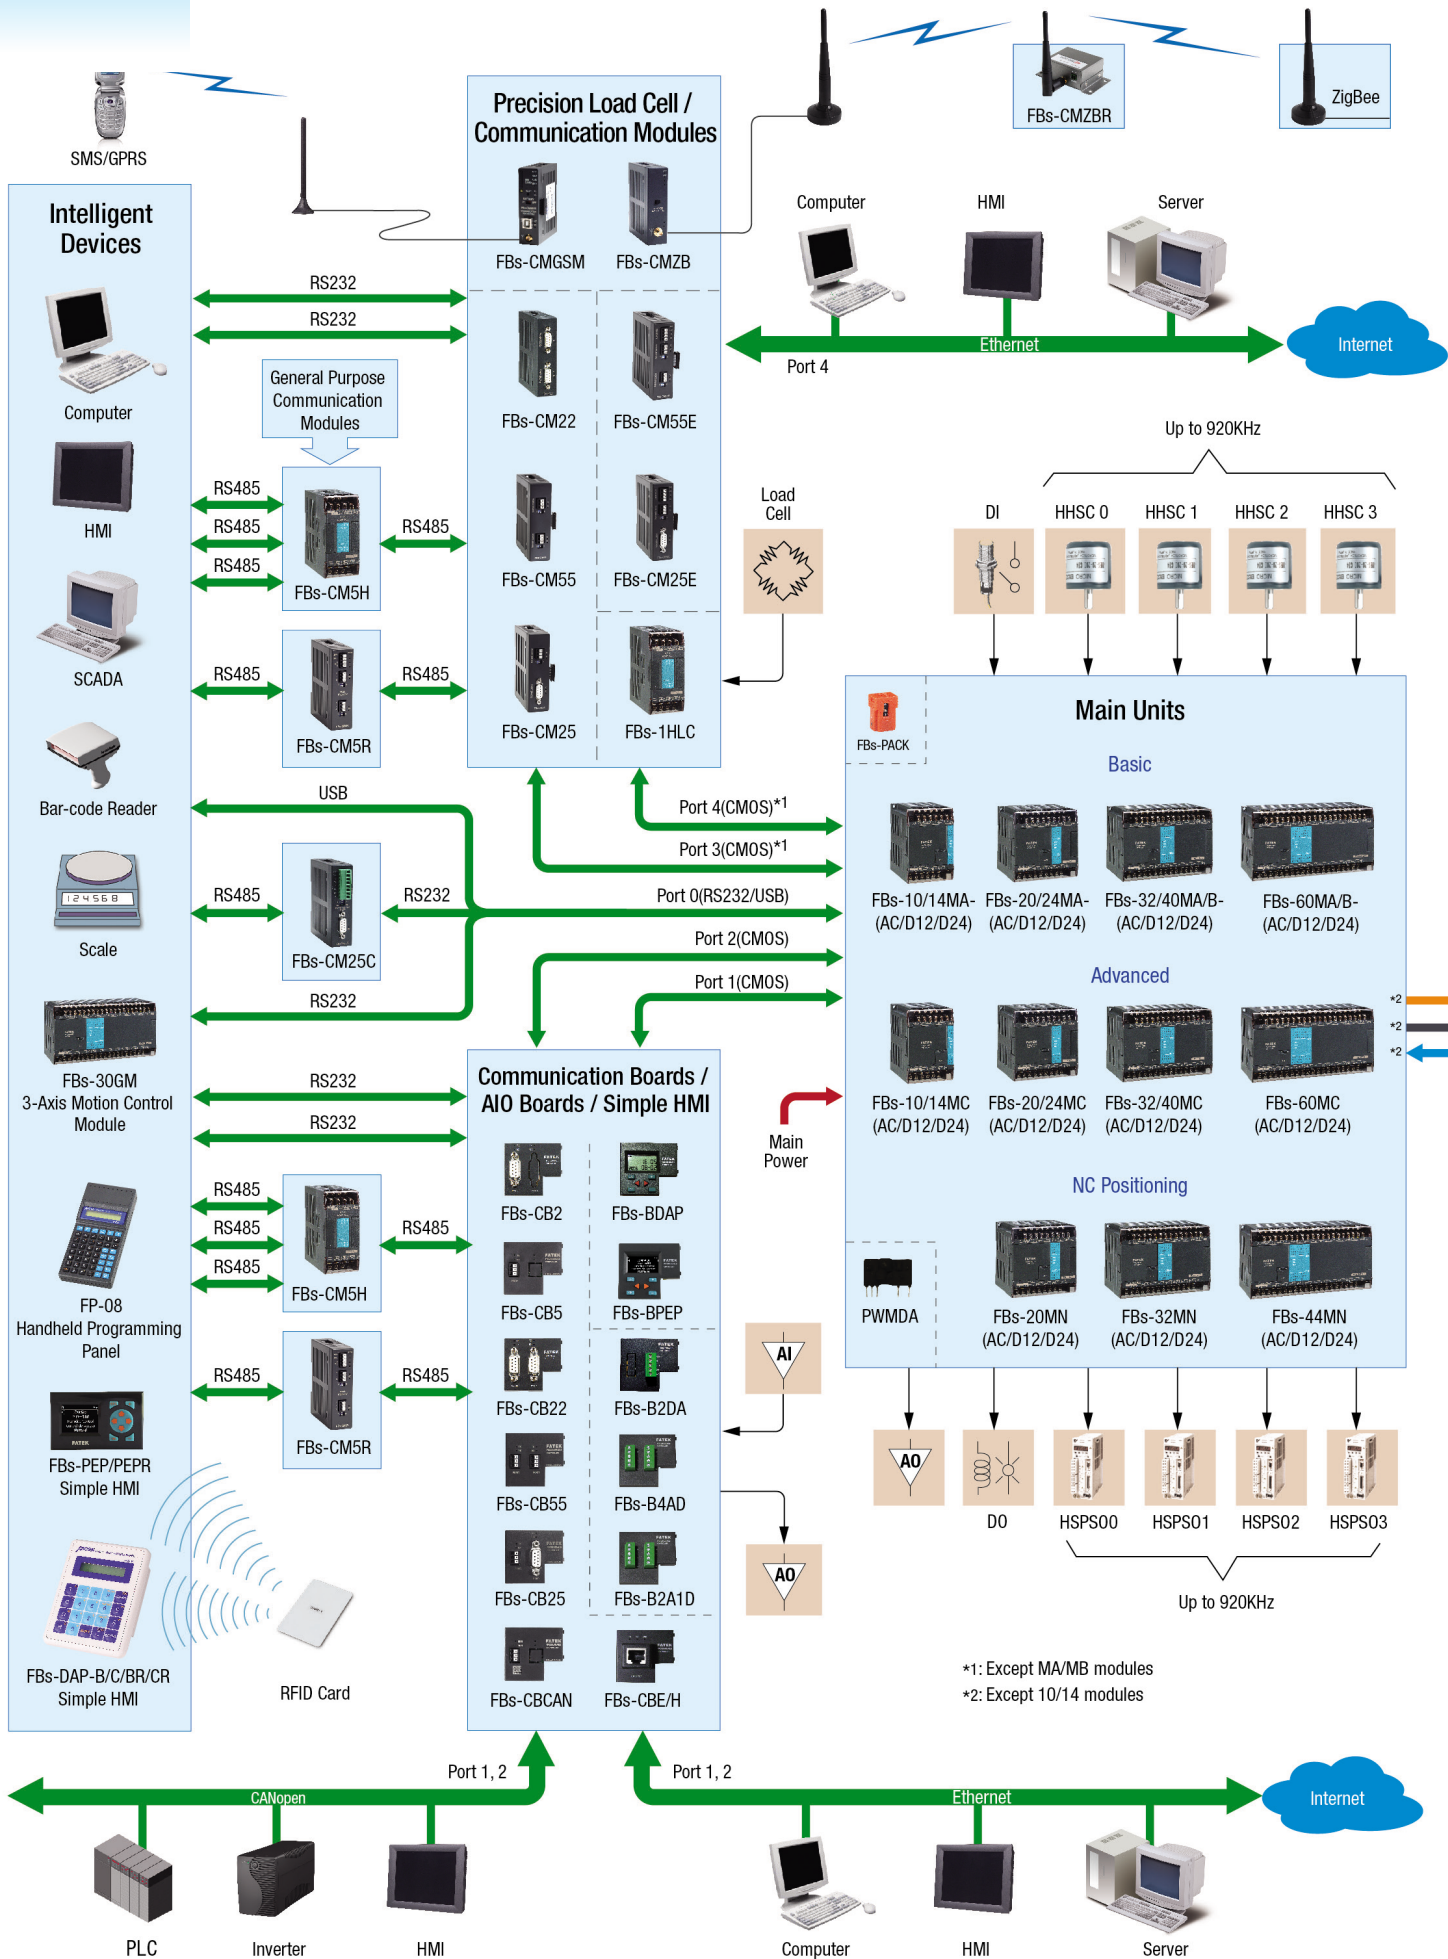 SMS/GPRS
Precision Load Cell /
Communication Modules
FBs-CMGSM
FBs-CMZB
FBs-CMZBR
ZigBee
Intelligent
Devices
Computer
HMI
SCADA
Bar-code Reader
Scale
FBs-30GM
3-Axis Motion Control
Module
FP-08
Handheld Programming
Panel
FBs-PEP/PEPR
Simple HMI
FBs-DAP-B/C/BR/CR
Simple HMI
RFID Card
RS232
RS232
General Purpose
Communication
Modules
RS485
RS485
RS485
FBs-CM5H
RS485
RS485
FBs-CM5R
RS485
USB
RS485
FBs-CM25C
RS232
RS232
RS232
RS232
RS485
RS485
RS485
FBs-CM5H
RS485
RS485
FBs-CM5R
RS485
FBs-CM22
FBs-CM55E
FBs-CM55
FBs-CM25E
FBs-CM25
FBs-1HLC
Computer
HMI
Server
Ethernet
Port 4
Internet
Load
Cell
Up to 920KHz
DI
HHSC 0
HHSC 1
HHSC 2
HHSC 3
Port 4(CMOS)*1
Port 3(CMOS)*1
Port 0(RS232/USB)
Port 2(CMOS)
Port 1(CMOS)
Main
Power
FBs-PACK
Main Units
Basic
FBs-10/14MA-
(AC/D12/D24)
FBs-20/24MA-
(AC/D12/D24)
FBs-32/40MA/B-
(AC/D12/D24)
FBs-60MA/B-
(AC/D12/D24)
Advanced
*2
*2
*2
FBs-10/14MC
(AC/D12/D24)
FBs-20/24MC
(AC/D12/D24)
FBs-32/40MC
(AC/D12/D24)
FBs-60MC
(AC/D12/D24)
NC Positioning
PWMDA
FBs-20MN
(AC/D12/D24)
FBs-32MN
(AC/D12/D24)
FBs-44MN
(AC/D12/D24)
Communication Boards /
AIO Boards / Simple HMI
FBs-CB2
FBs-BDAP
FBs-CB5
FBs-BPEP
FBs-CB22
FBs-B2DA
FBs-CB55
FBs-B4AD
FBs-CB25
FBs-B2A1D
FBs-CBCAN
FBs-CBE/H
AI
AO
AO
DO
HSPSO0
HSPSO1
HSPSO2
HSPSO3
Up to 920KHz
*1: Except MA/MB modules
*2: Except 10/14 modules
Port 1, 2
CANopen
PLC
Inverter
HMI
Port 1, 2
Ethernet
Internet
Computer
HMI
Server